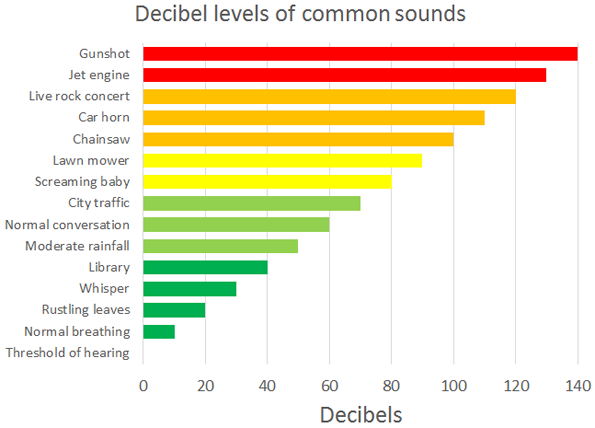 Decibel levels of common sounds
Gunshot
Jet engine
Live rock concert
Car horn
Chainsaw
Lawn mower
Screaming baby
City traffic
Normal conversation
Moderate rainfall
Library
Whisper
Rustling leaves
Normal breathing
Threshold of hearing
0 20 40 60 80 100 120 140
Decibels